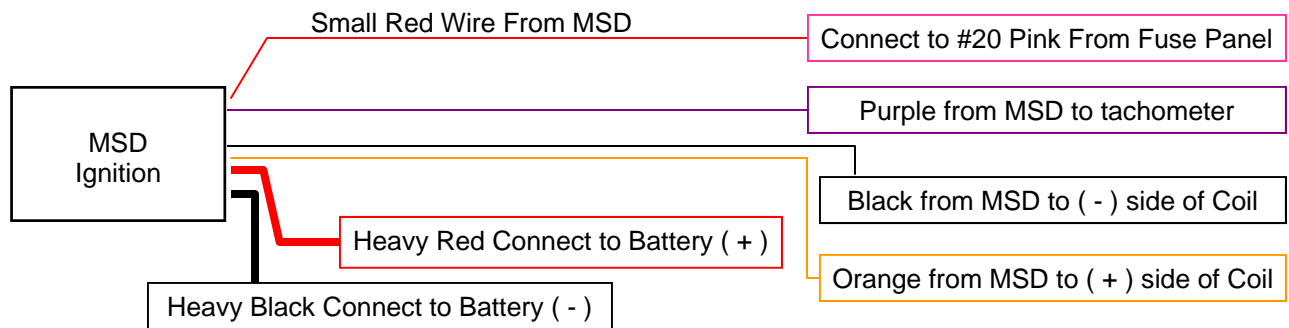 Small Red Wire From MSD
Connect to #20 Pink From Fuse Panel
Purple from MSD to tachometer
MSD
Ignition
Black from MSD to ( - ) side of Coil
Heavy Red Connect to Battery ( + )
Orange from MSD to ( + ) side of Coil
Heavy Black Connect to Battery ( - )